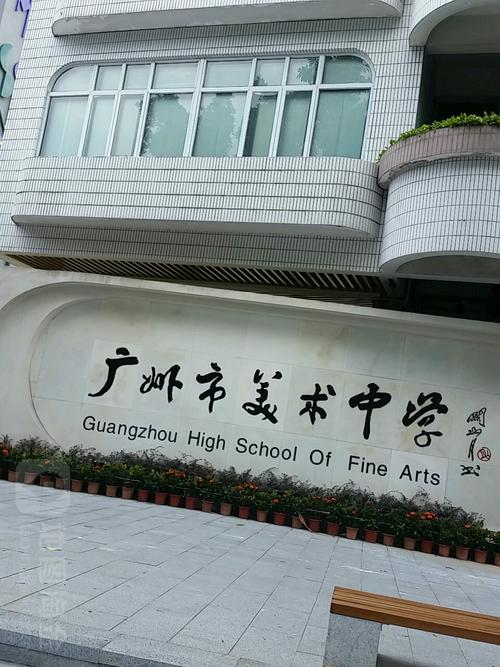 广州市美术中学
Guangzhou High School Of Fine Arts